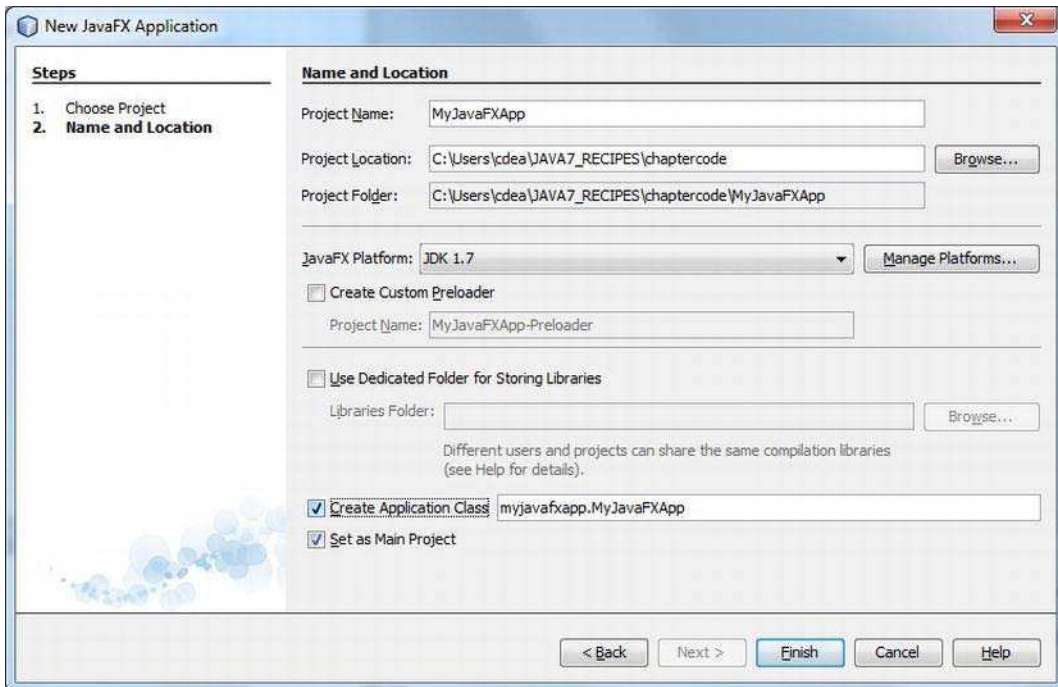 New JavaFX Application
Steps
1. Choose Project
2. Name and Location
Name and Location
Project Name: MyJavaFXApp
Project Location: C:\Users\cdea\JAVA7_RECIPES\chaptercode Browse...
Project Folder: C:\Users\cdea\JAVA7_RECIPES\chaptercode\MyJavaFXApp
JavaFX Platform: JDK 1.7 Manage Platforms...
Create Custom Preloader
Project Name: MyJavaFXApp-Preloader
Use Dedicated Folder for Storing Libraries
Libraries Folder: Browse...
Different users and projects can share the same compilation libraries
(see Help for details).
Create Application Class myjavafxapp.MyJavaFXApp
Set as Main Project
< Back Next > Finish Cancel Help